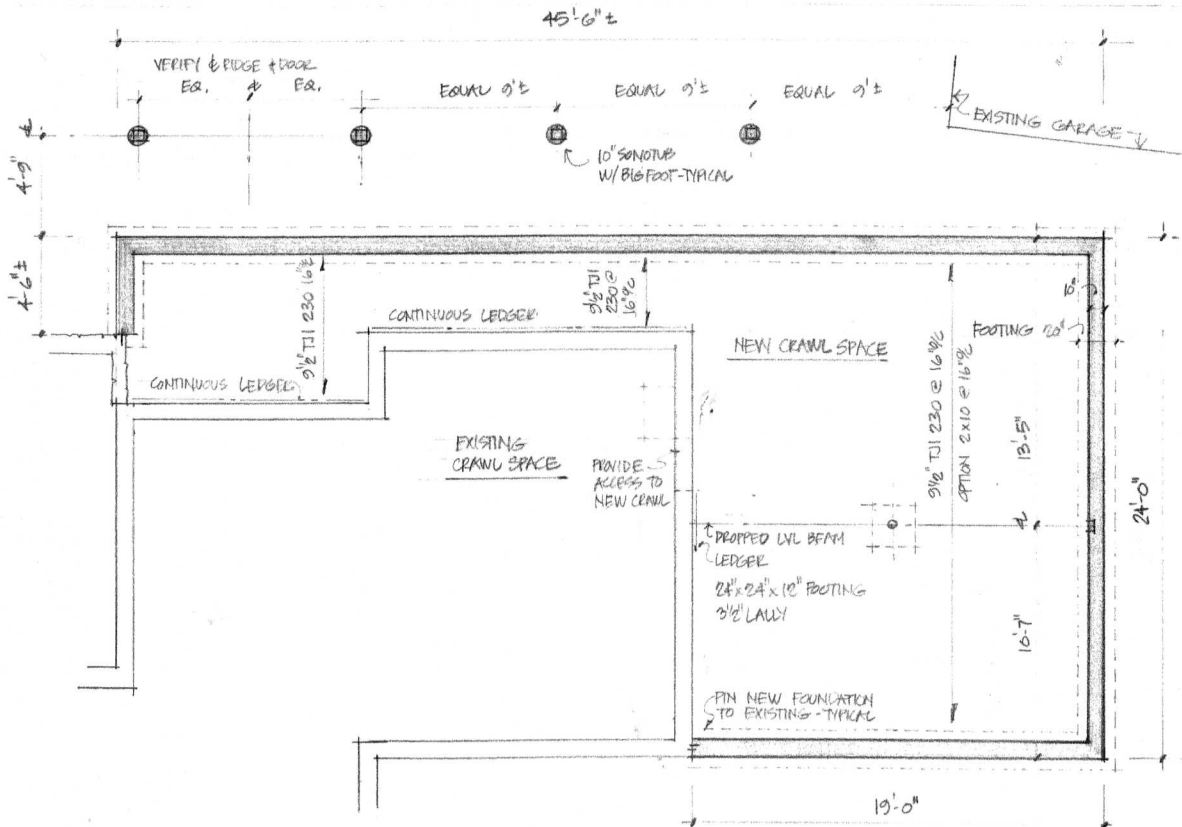 45'-6" ±
VERIFY ℄ RIDGE & DOOR
EQ. ℄ EQ.
EQUAL 9'±
EQUAL 9'±
EQUAL 9'±
EXISTING GARAGE
℄
4'-9"
10" SONOTUB
W/ BIGFOOT-TYPICAL
4'-6" ±
9½" TJI 230 16"℄
9½" TJI
230 @
16"O/C
CONTINUOUS LEDGER
CONTINUOUS LEDGER
NEW CRAWL SPACE
10"
FOOTING 20"
9½" TJI 230 @ 16"O/C
OPTION 2x10 @ 16"O/C
13'-5"
EXISTING
CRAWL SPACE
PROVIDE
ACCESS TO
NEW CRAWL
24'-0"
℄
DROPPED LVL BEAM
LEDGER
24"x24"x12" FOOTING
3½" LALLY
10'-7"
PIN NEW FOUNDATION
TO EXISTING-TYPICAL
19'-0"